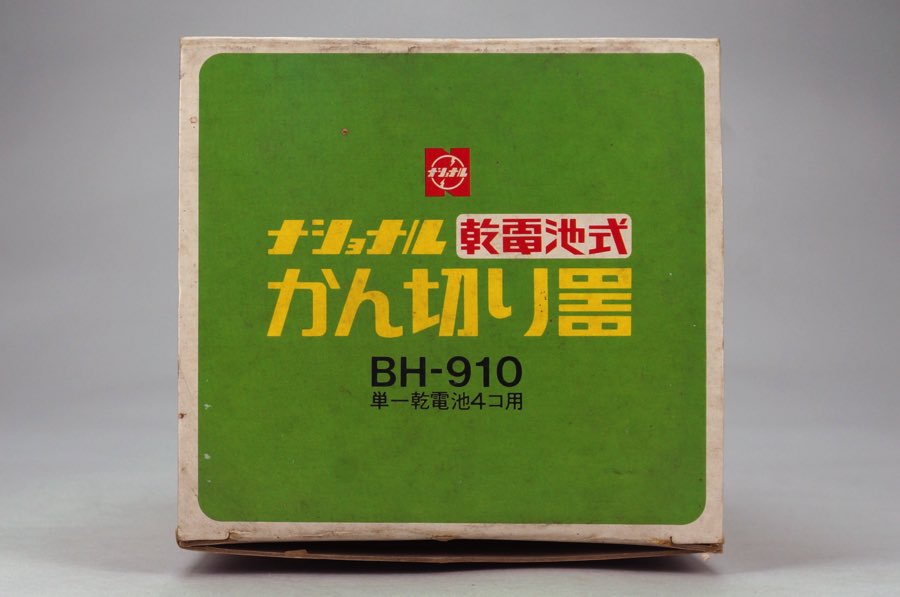 ナショナル
ナショナル 乾電池式
かん切り器
BH-910
単一乾電池4コ用